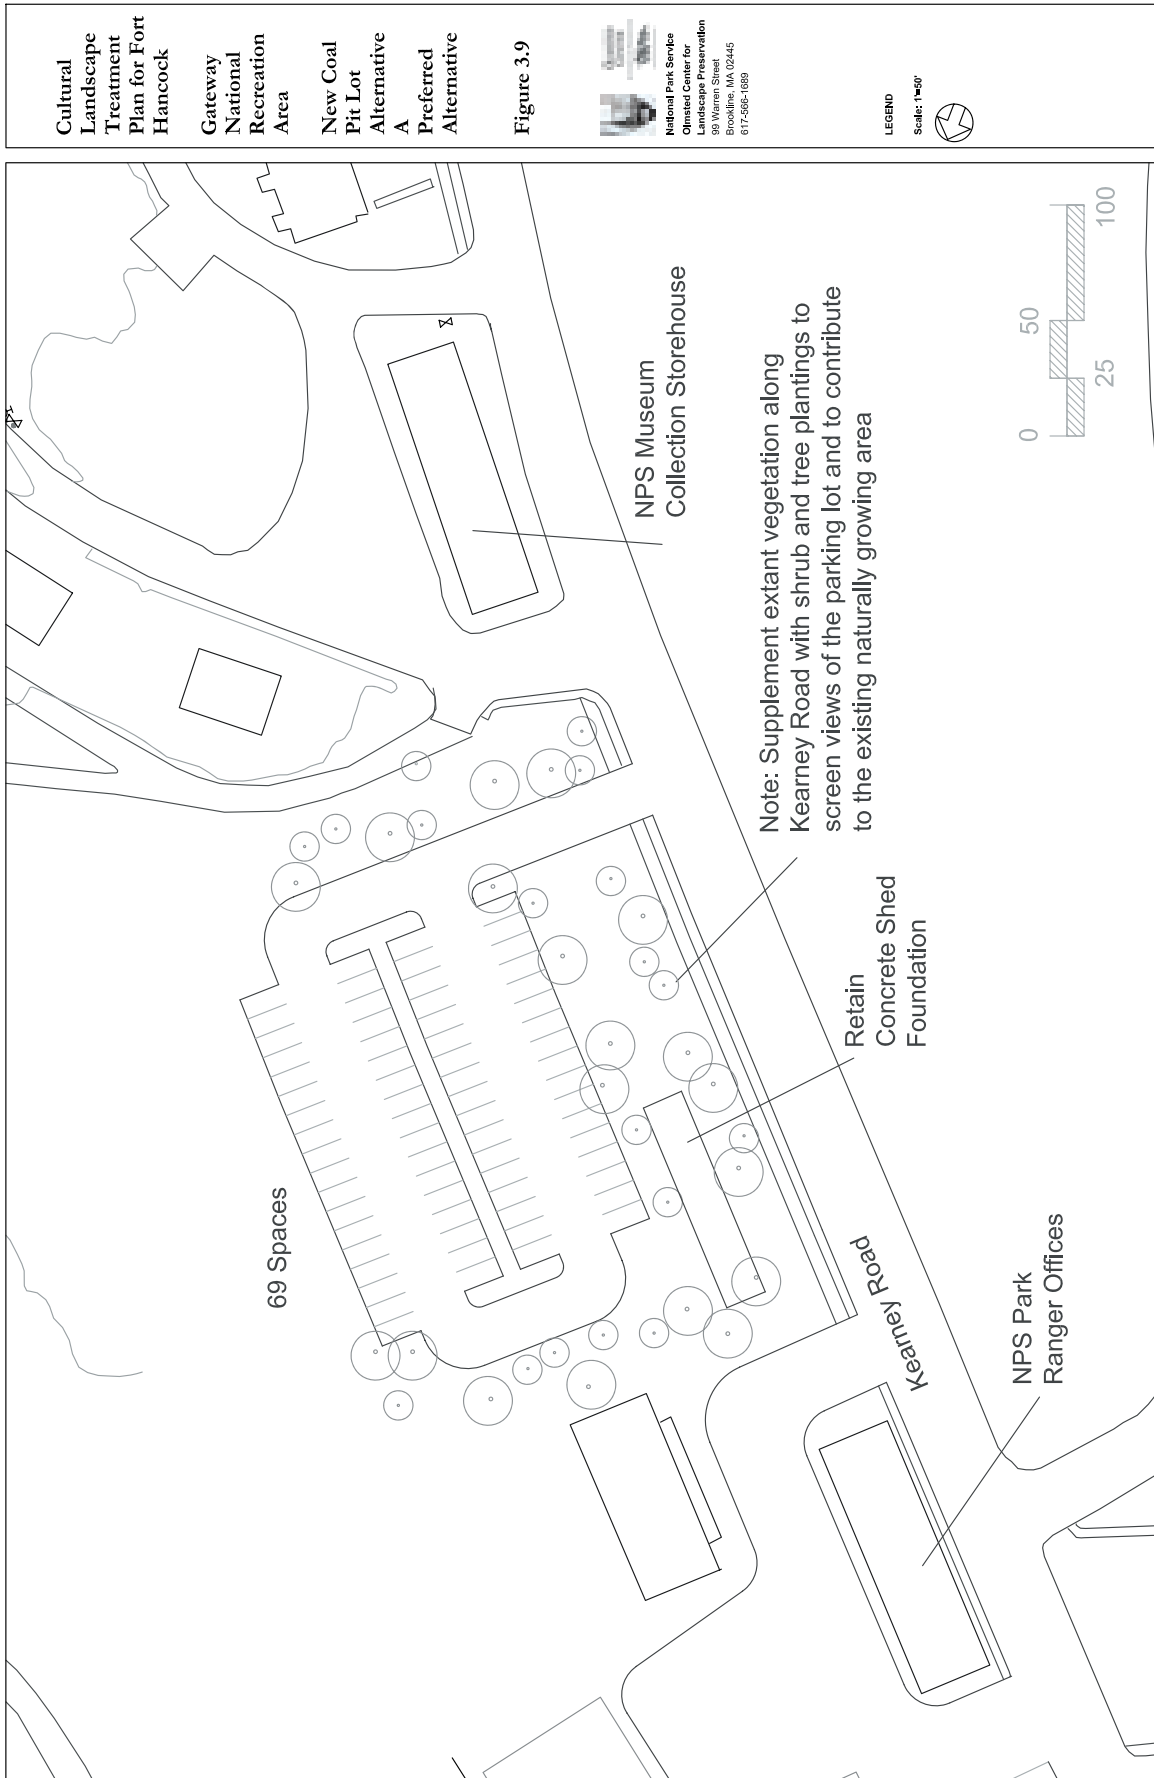 Cultural
Landscape
Treatment
Plan for Fort
Hancock
Gateway
National
Recreation
Area
New Coal
Pit Lot
Alternative
A
Preferred
Alternative
Figure 3.9
National Park Service
Olmsted Center for
Landscape Preservation
99 Warren Street
Brookline, MA 02445
617-566-1689
LEGEND
Scale: 1"=50'
69 Spaces
NPS Museum
Collection Storehouse
Note: Supplement extant vegetation along
Kearney Road with shrub and tree plantings to
screen views of the parking lot and to contribute
to the existing naturally growing area
Retain
Concrete Shed
Foundation
Kearney Road
NPS Park
Ranger Offices
0
25
50
100